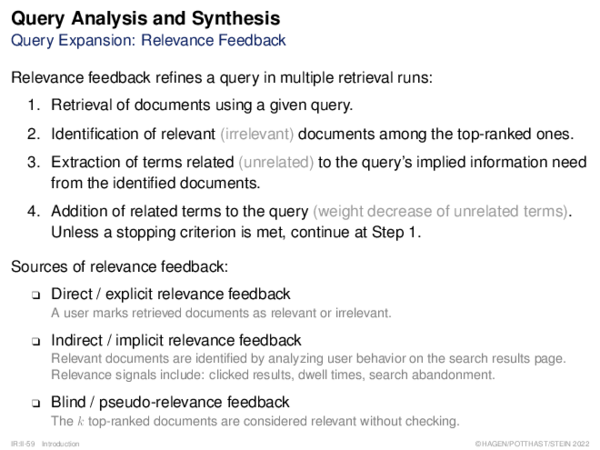 Query Analysis and Synthesis
Query Expansion: Relevance Feedback
Relevance feedback refines a query in multiple retrieval runs:
1. Retrieval of documents using a given query.
2. Identification of relevant (irrelevant) documents among the top-ranked ones.
3. Extraction of terms related (unrelated) to the query's implied information need
from the identified documents.
4. Addition of related terms to the query (weight decrease of unrelated terms).
Unless a stopping criterion is met, continue at Step 1.
Sources of relevance feedback:
❑ Direct / explicit relevance feedback
A user marks retrieved documents as relevant or irrelevant.
❑ Indirect / implicit relevance feedback
Relevant documents are identified by analyzing user behavior on the search results page.
Relevance signals include: clicked results, dwell times, search abandonment.
❑ Blind / pseudo-relevance feedback
The k top-ranked documents are considered relevant without checking.
IR:II-59 Introduction ©HAGEN/POTTHAST/STEIN 2022